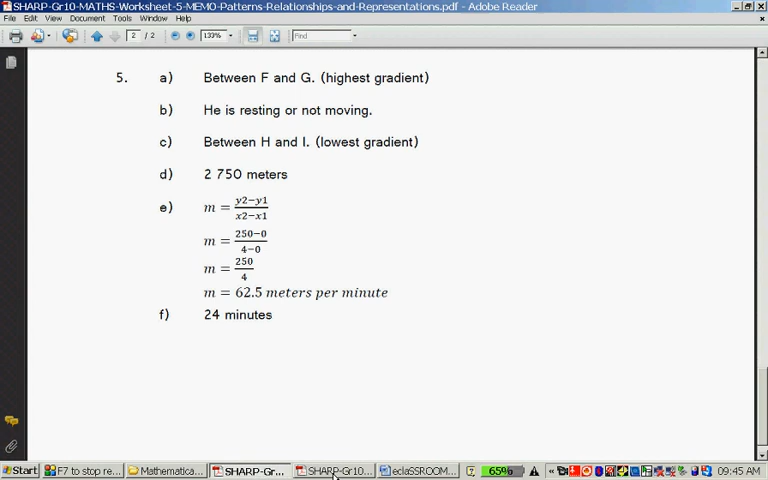 SHARP-Gr10-MATHS-Worksheet-5-MEMO-Patterns-Relationships-and-Representations.pdf - Adobe Reader
File Edit View Document Tools Window Help
2 / 2 133% Find
5. a) Between F and G. (highest gradient)
b) He is resting or not moving.
c) Between H and I. (lowest gradient)
d) 2 750 meters
e) m = y2−y1
x2−x1
m = 250−0
4−0
m = 250
4
m = 62.5 meters per minute
f) 24 minutes
Start F7 to stop re... Mathematica... SHARP-Gr... SHARP-Gr10... eclaSSROOM... 65% 09:45 AM